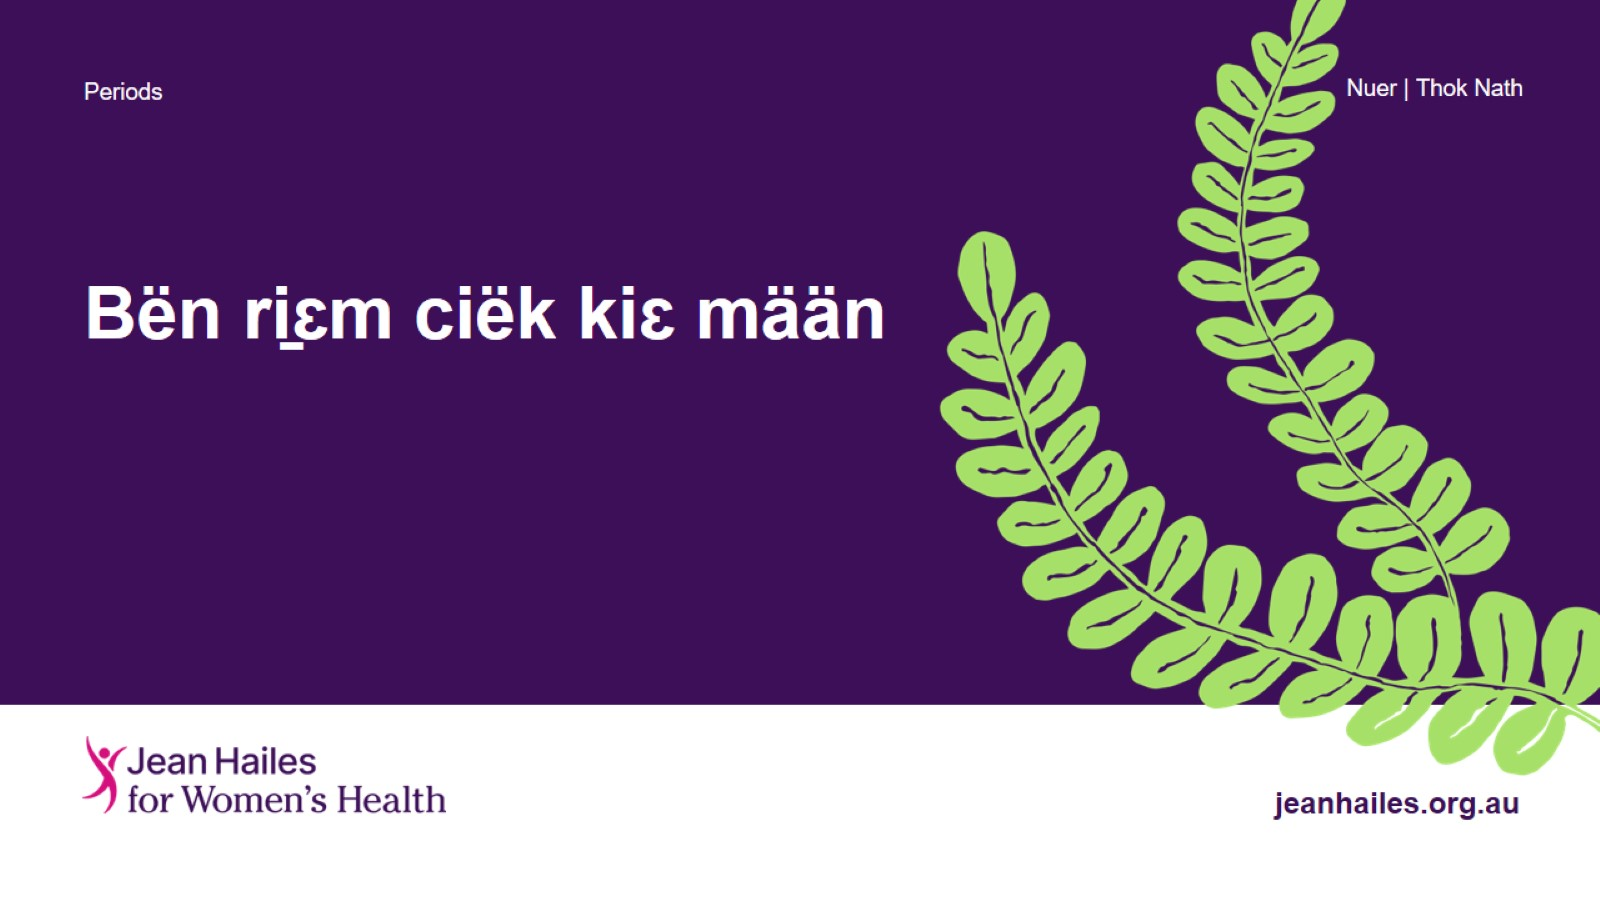 Periods
Nuer | Thok Nath
Bën ri̱ɛm ciëk kiɛ mään
Jean Hailes
for Women's Health
jeanhailes.org.au